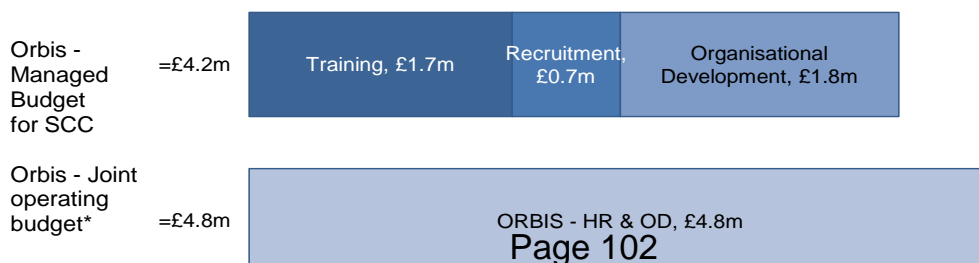 Orbis -
Managed
Budget
for SCC
=£4.2m
Training, £1.7m
Recruitment,
£0.7m
Organisational
Development, £1.8m
Orbis - Joint
operating
budget*
=£4.8m
ORBIS - HR & OD, £4.8m
Page 102